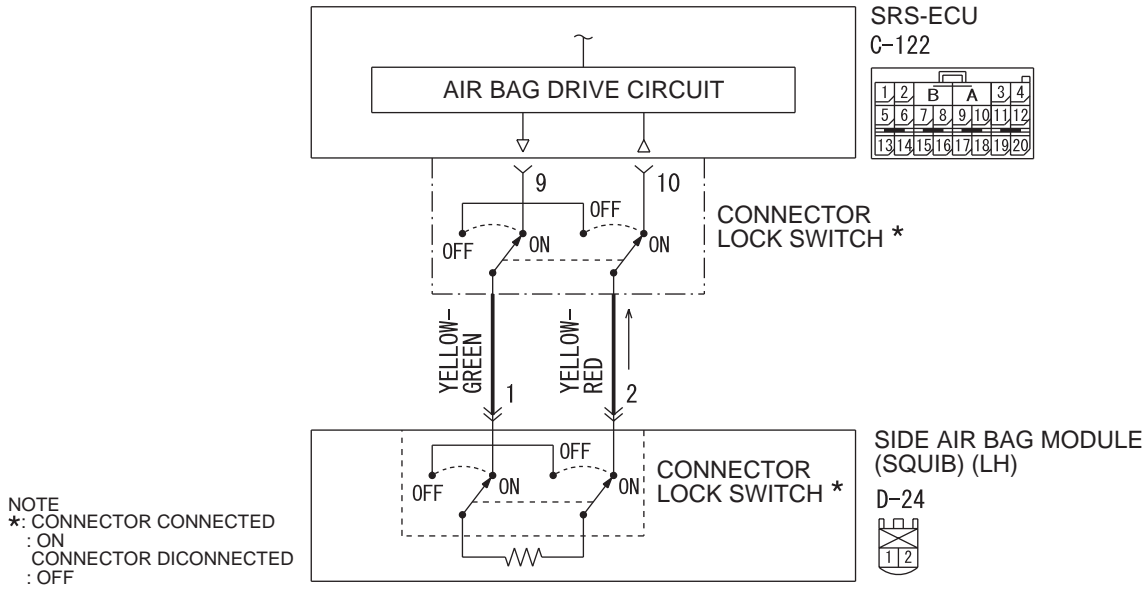 SRS-ECU
C-122
AIR BAG DRIVE CIRCUIT
1 2 B A 3 4
5 6 7 8 9 10 11 12
13 14 15 16 17 18 19 20
9 10
OFF
CONNECTOR
LOCK SWITCH *
OFF ON ON
YELLOW-
GREEN
YELLOW-
RED
1 2
SIDE AIR BAG MODULE
(SQUIB) (LH)
OFF
CONNECTOR
LOCK SWITCH *
OFF ON ON
D-24
1 2
NOTE
*: CONNECTOR CONNECTED
: ON
CONNECTOR DICONNECTED
: OFF